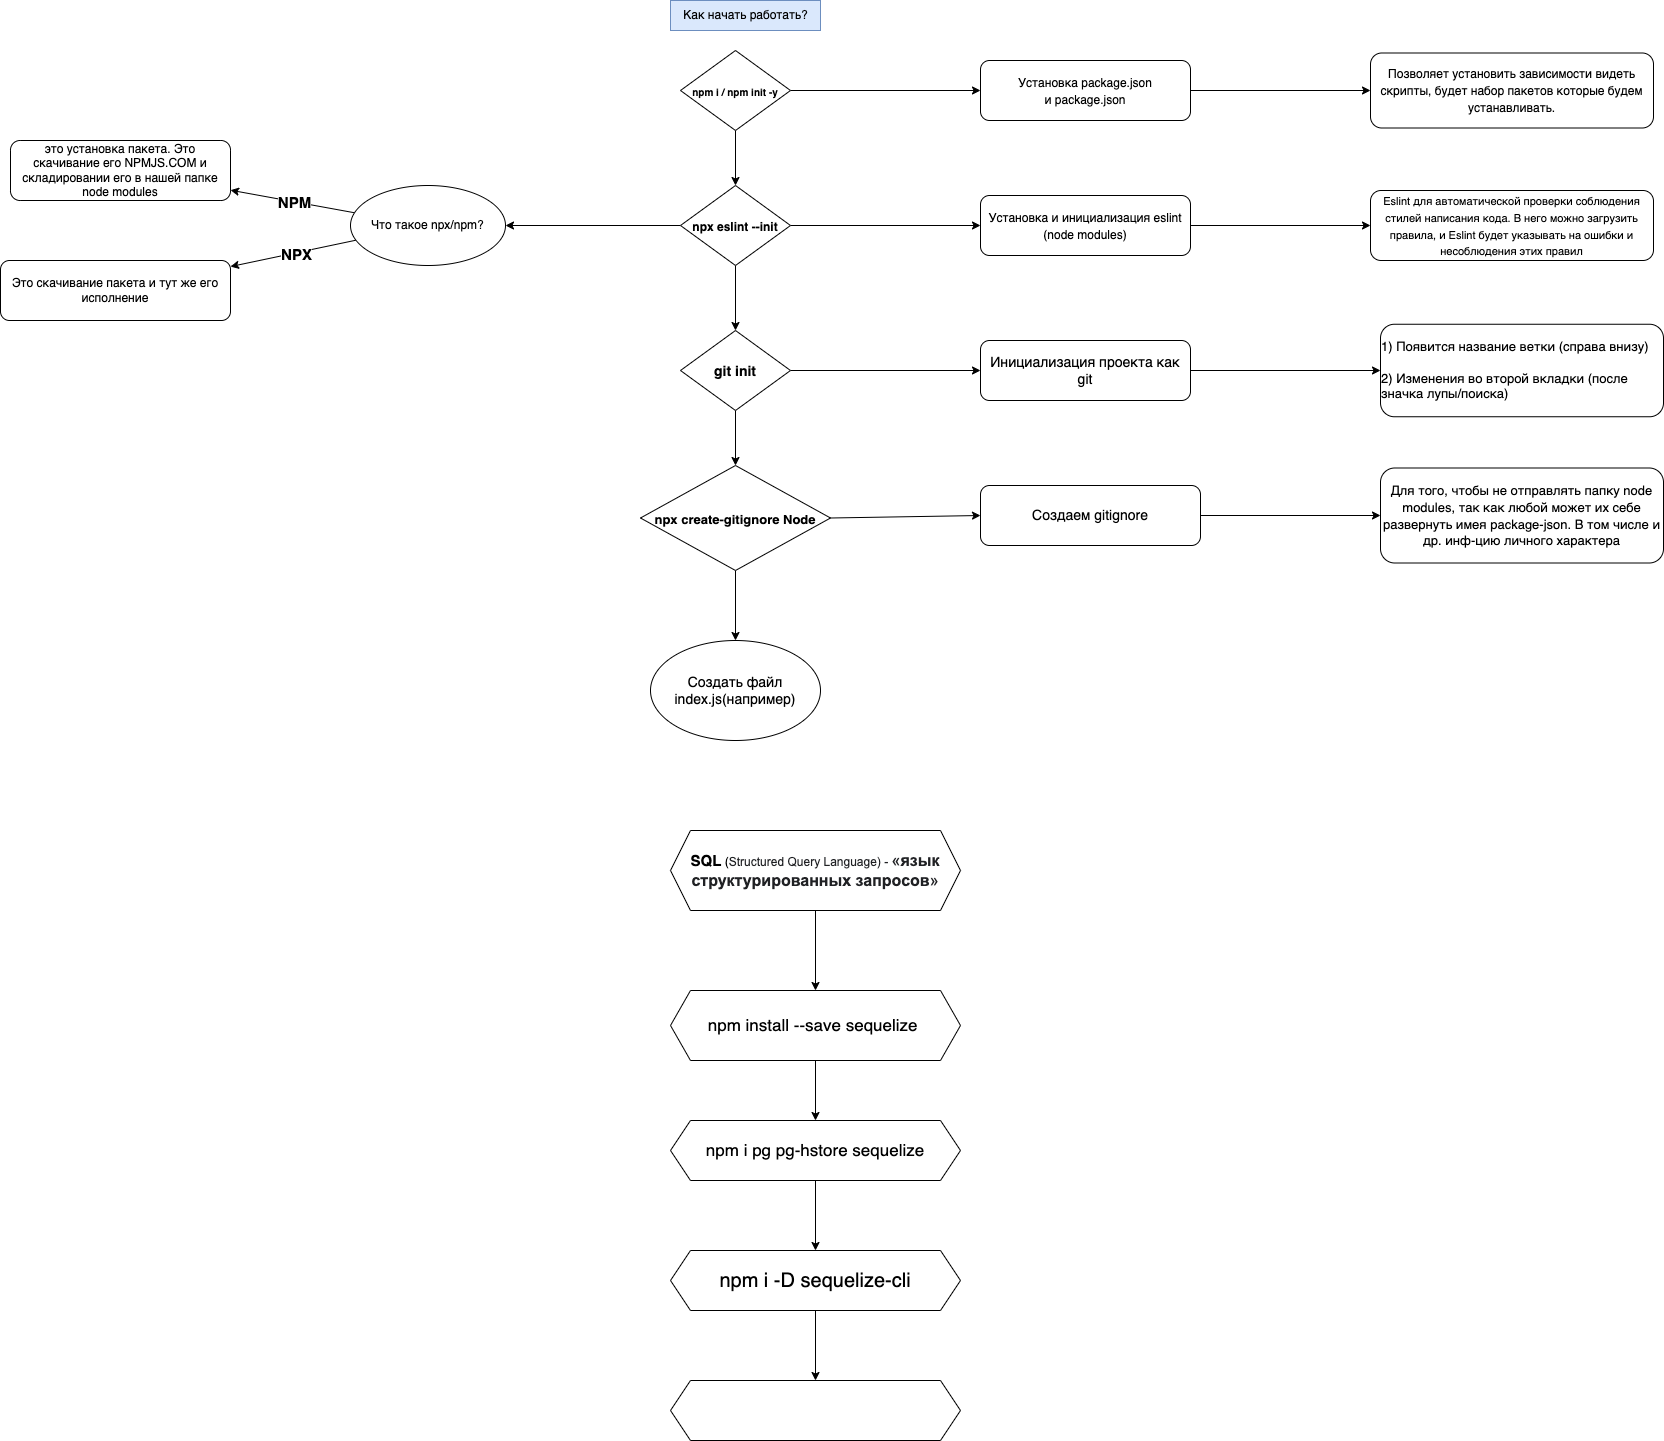 Как начать работать?
npm i / npm init -y
Установка package.json
и package.json
Позволяет установить зависимости видеть
скрипты, будет набор пакетов которые будем
устанавливать.
это установка пакета. Это
скачивание его NPMJS.COM и
складировании его в нашей папке
node modules
NPM
Что такое npx/npm?
NPX
Это скачивание пакета и тут же его
исполнение
npx eslint --init
Установка и инициализация eslint
(node modules)
Eslint для автоматической проверки соблюдения
стилей написания кода. В него можно загрузить
правила, и Eslint будет указывать на ошибки и
несоблюдения этих правил
git init
Инициализация проекта как
git
1) Появится название ветки (справа внизу)
2) Изменения во второй вкладки (после
значка лупы/поиска)
npx create-gitignore Node
Создаем gitignore
Для того, чтобы не отправлять папку node
modules, так как любой может их себе
развернуть имея package-json. В том числе и
др. инф-цию личного характера
Создать файл
index.js(например)
SQL (Structured Query Language) - «язык
структурированных запросов»
npm install --save sequelize
npm i pg pg-hstore sequelize
npm i -D sequelize-cli